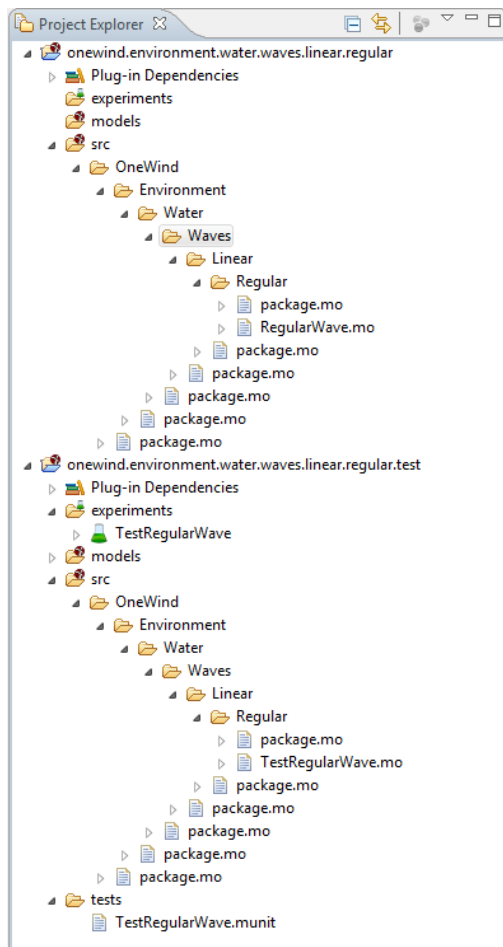 Project Explorer
onewind.environment.water.waves.linear.regular
Plug-in Dependencies
experiments
models
src
OneWind
Environment
Water
Waves
Linear
Regular
package.mo
RegularWave.mo
package.mo
package.mo
package.mo
package.mo
package.mo
onewind.environment.water.waves.linear.regular.test
Plug-in Dependencies
experiments
TestRegularWave
models
src
OneWind
Environment
Water
Waves
Linear
Regular
package.mo
TestRegularWave.mo
package.mo
package.mo
package.mo
package.mo
package.mo
tests
TestRegularWave.munit